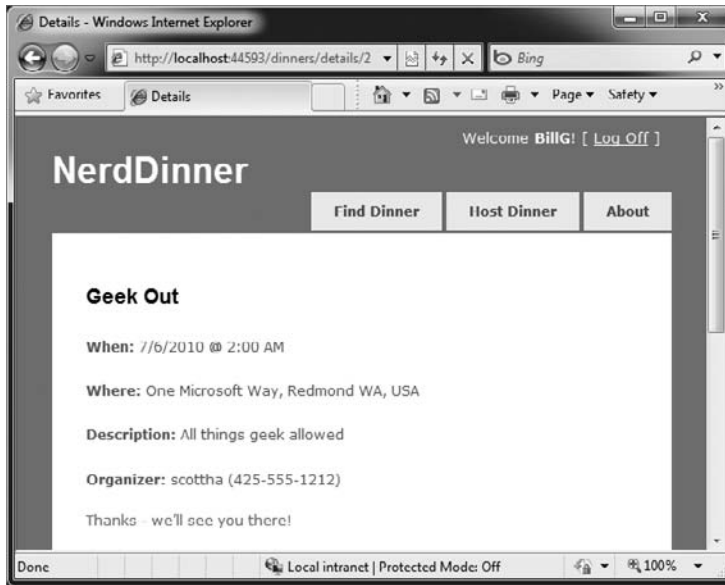 Details - Windows Internet Explorer
http://localhost:44593/dinners/details/2
Bing
Favorites
Details
Page
Safety
Welcome BillG! [ Log Off ]
NerdDinner
Find Dinner
Host Dinner
About
Geek Out
When: 7/6/2010 @ 2:00 AM
Where: One Microsoft Way, Redmond WA, USA
Description: All things geek allowed
Organizer: scottha (425-555-1212)
Thanks - we'll see you there!
Done
Local intranet | Protected Mode: Off
100%